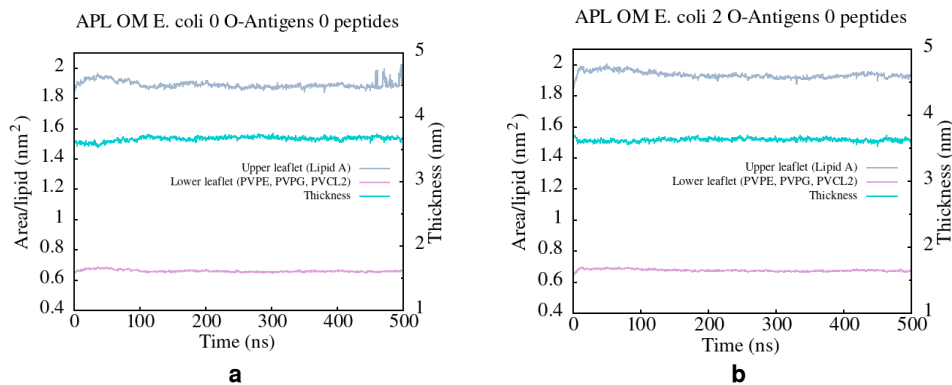 APL OM E. coli 0 O-Antigens 0 peptides
2
1.8
1.6
1.4
1.2
1
0.8
0.6
0.4
Area/lipid (nm²)
5
4
3
2
1
Thickness (nm)
Upper leaflet (Lipid A)
Lower leaflet (PVPE, PVPG, PVCL2)
Thickness
0 100 200 300 400 500
Time (ns)
a
APL OM E. coli 2 O-Antigens 0 peptides
2
1.8
1.6
1.4
1.2
1
0.8
0.6
0.4
Area/lipid (nm²)
5
4
3
2
1
Thickness (nm)
Upper leaflet (Lipid A)
Lower leaflet (PVPE, PVPG, PVCL2)
Thickness
0 100 200 300 400 500
Time (ns)
b